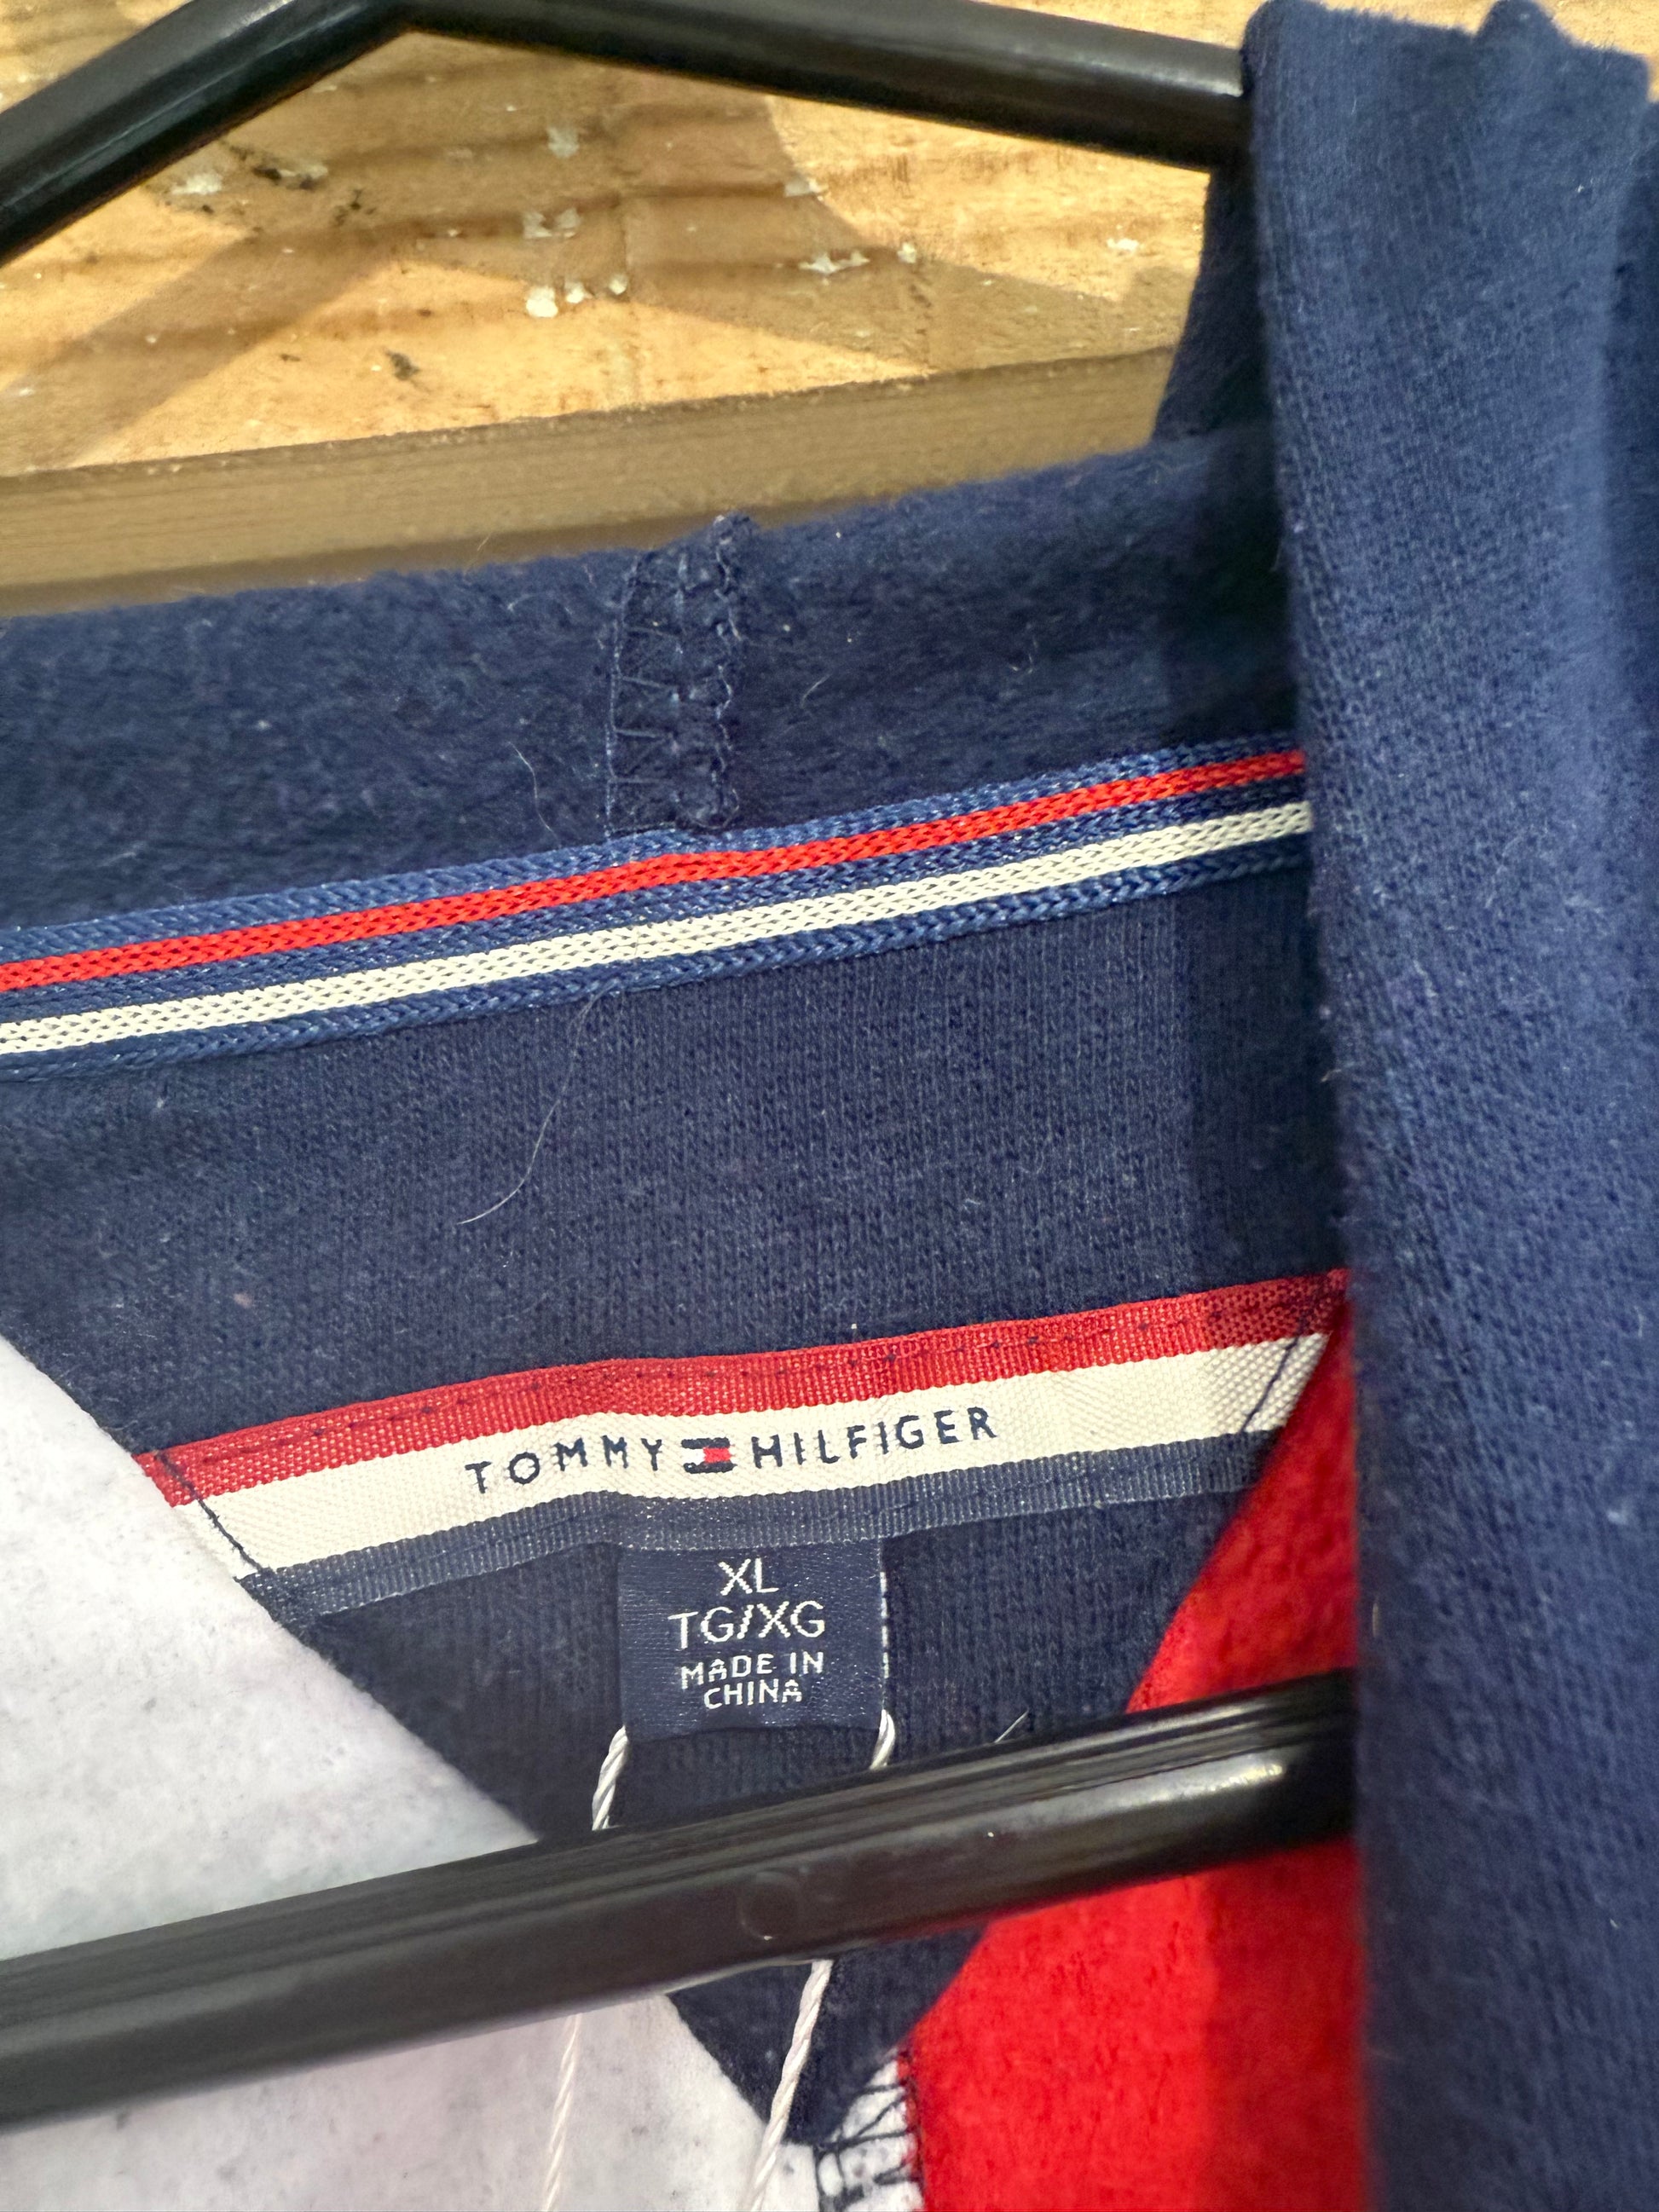 TOMMY HILFIGER
XL
TG/XG
MADE IN
CHINA